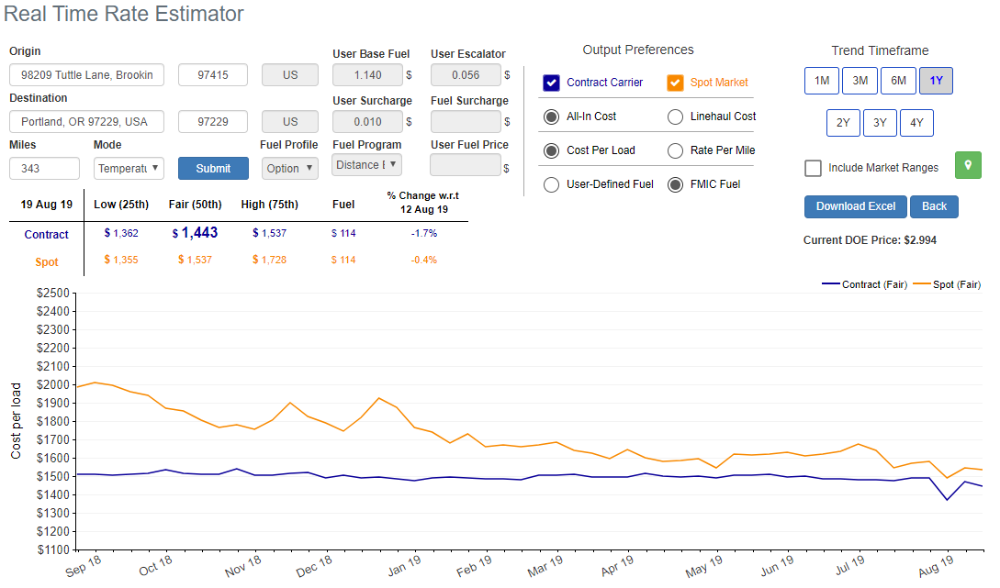 Real Time Rate Estimator
Origin
User Base Fuel
User Escalator
98209 Tuttle Lane, Brookin
97415
US
1.140 $
0.056 $
Destination
User Surcharge
Fuel Surcharge
Portland, OR 97229, USA
97229
US
0.010 $
$
Miles
Mode
Fuel Profile
Fuel Program
User Fuel Price
343
Temperatu
Submit
Option
Distance
$
Output Preferences
Contract Carrier
Spot Market
All-In Cost
Linehaul Cost
Cost Per Load
Rate Per Mile
User-Defined Fuel
FMIC Fuel
Trend Timeframe
1M 3M 6M 1Y
2Y 3Y 4Y
Include Market Ranges
Download Excel
Back
Current DOE Price: $2.994
19 Aug 19 Low (25th) Fair (50th) High (75th) Fuel % Change w.r.t
12 Aug 19
Contract $ 1,362 $ 1,443 $ 1,537 $ 114 -1.7%
Spot $ 1,355 $ 1,537 $ 1,728 $ 114 -0.4%
Contract (Fair) Spot (Fair)
Cost per load
$2500
$2400
$2300
$2200
$2100
$2000
$1900
$1800
$1700
$1600
$1500
$1400
$1300
$1200
$1100
Sep 18 Oct 18 Nov 18 Dec 18 Jan 19 Feb 19 Mar 19 Apr 19 May 19 Jun 19 Jul 19 Aug 19